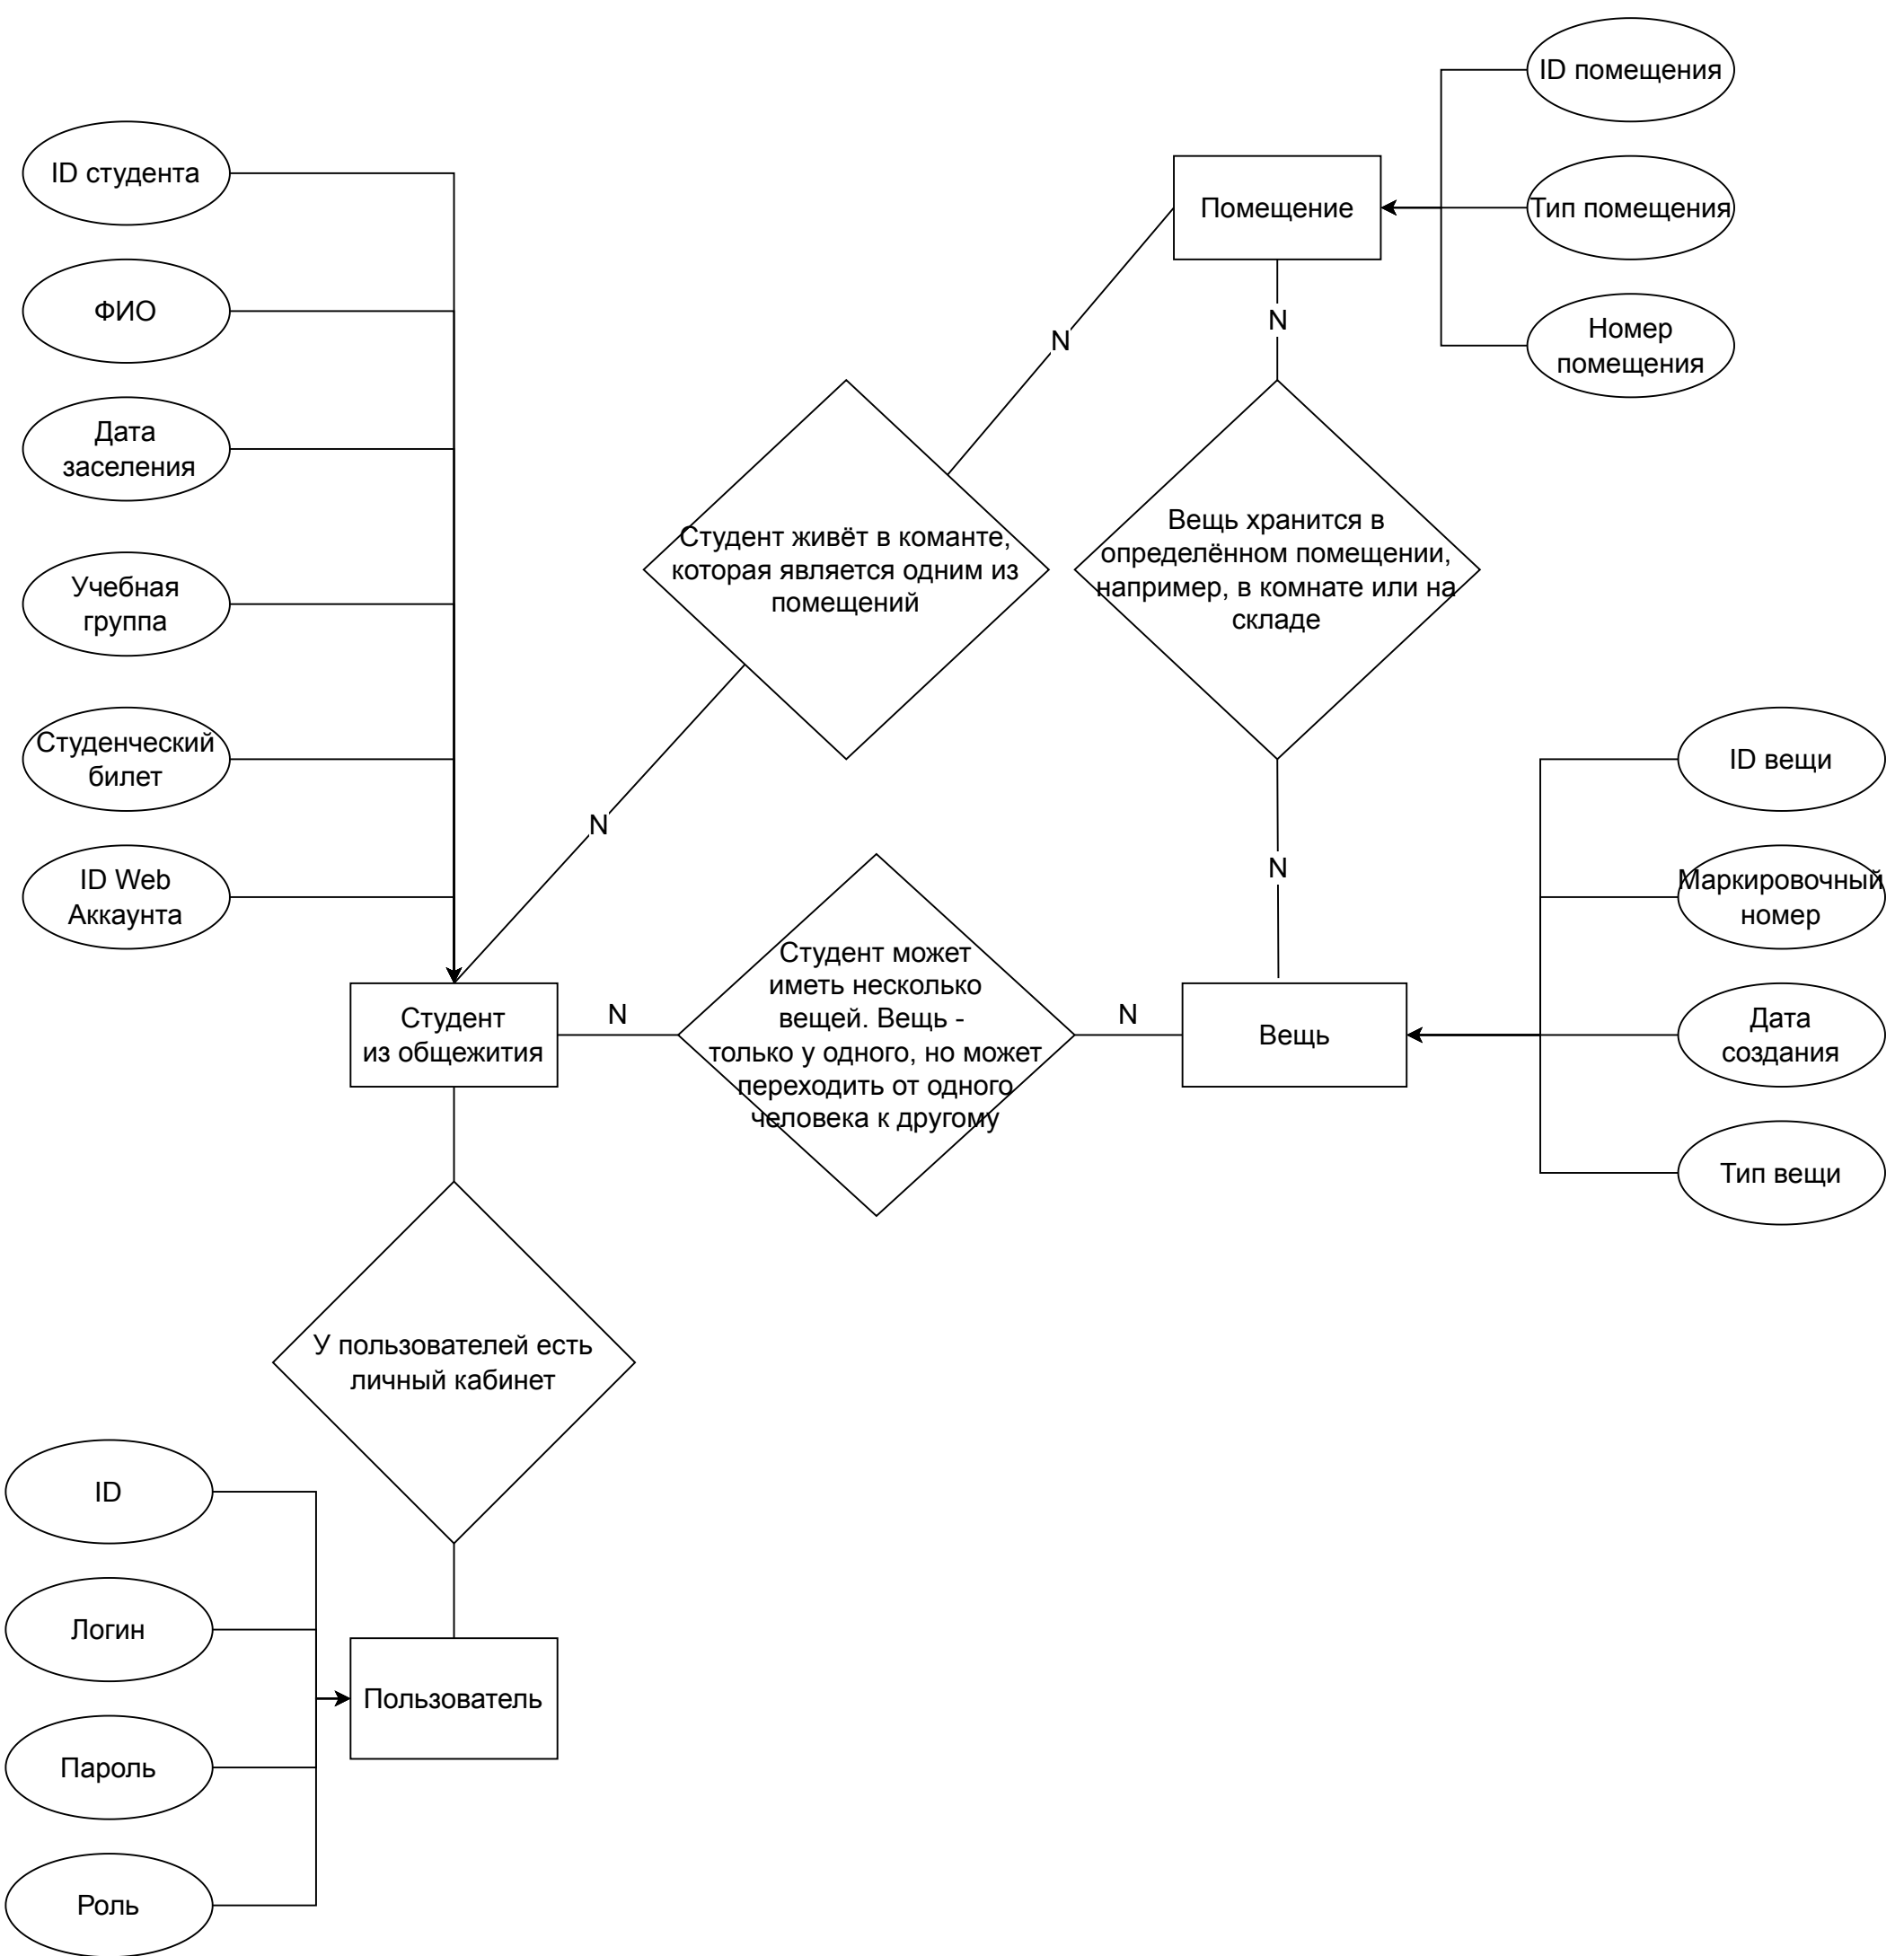 ID помещения
ID студента
Помещение
Тип помещения
ФИО
N
Номер
помещения
N
Дата
заселения
Студент живёт в команте,
которая является одним из
помещений
Вещь хранится в
определённом помещении,
например, в комнате или на
складе
Учебная
группа
Студенческий
билет
ID вещи
N
N
ID Web
Аккаунта
Маркировочный
номер
Студент
из общежития
N
Студент может
иметь несколько
вещей. Вещь -
только у одного, но может
переходить от одного
человека к другому
N
Вещь
Дата
создания
Тип вещи
У пользователей есть
личный кабинет
ID
Логин
Пользователь
Пароль
Роль